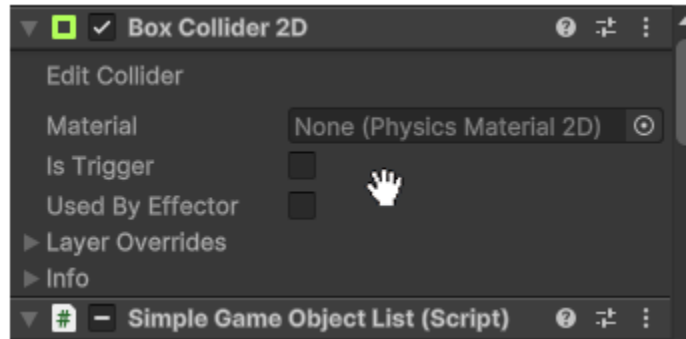 Box Collider 2D
Edit Collider
Material None (Physics Material 2D)
Is Trigger
Used By Effector
Layer Overrides
Info
# Simple Game Object List (Script)